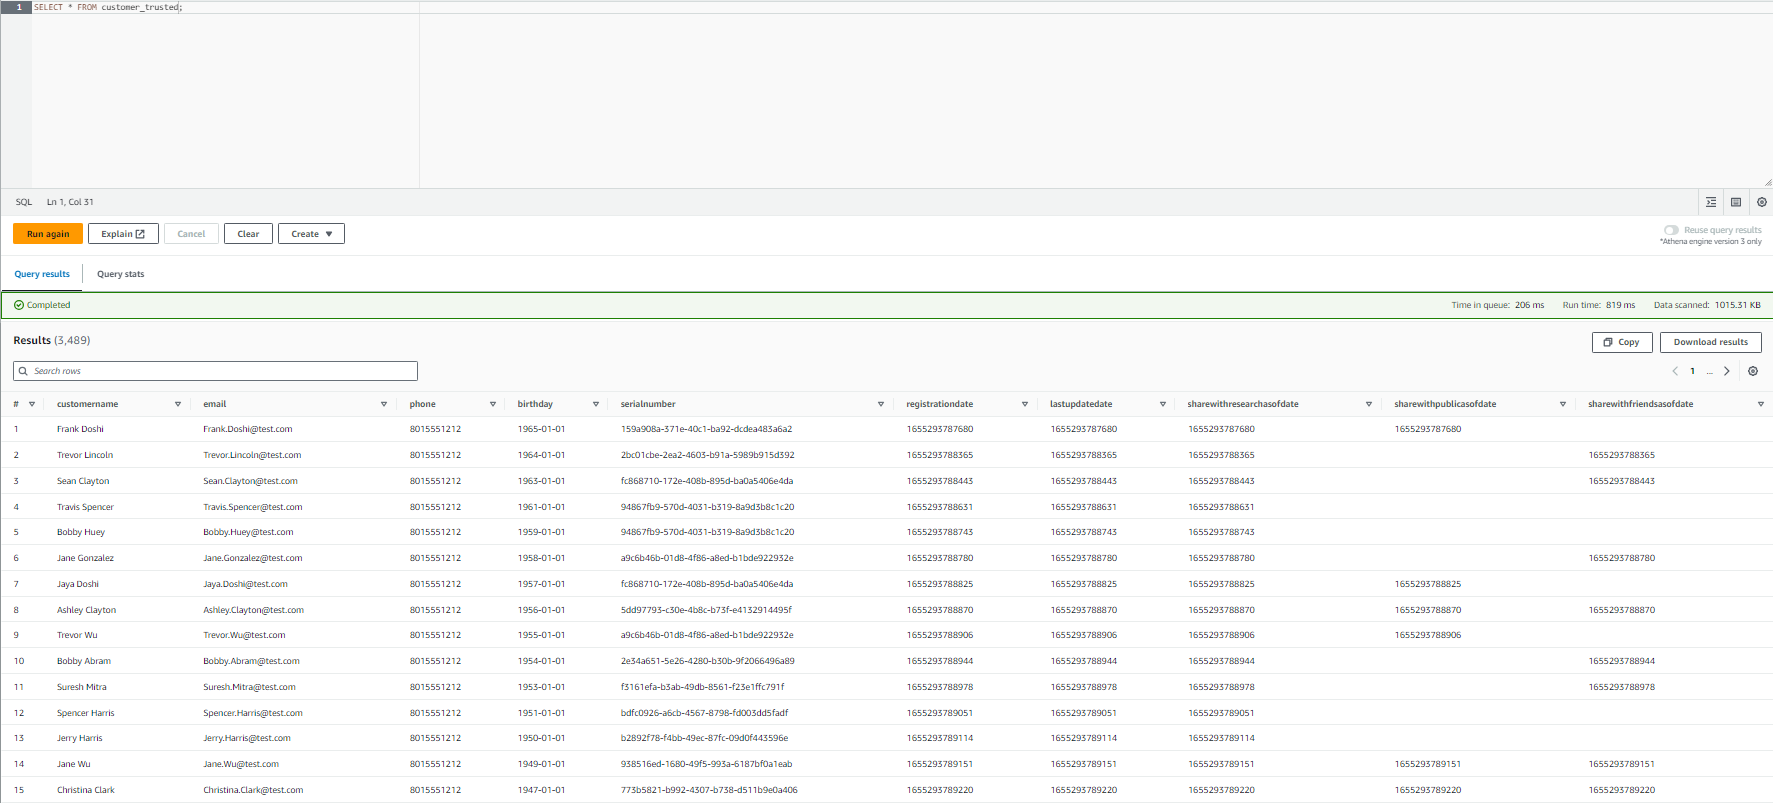 1 SELECT * FROM customer_trusted;
SQL Ln 1, Col 31
Run again Explain Cancel Clear Create
Reuse query results
*Athena engine version 3 only
Query results Query stats
Completed Time in queue: 206 ms Run time: 819 ms Data scanned: 1015.31 KB
Results (3,489) Copy Download results
Search rows 1 ...
# customername email phone birthday serialnumber registrationdate lastupdatedate sharewithresearchasofdate sharewithpublicasofdate sharewithfriendsasofdate
1 Frank Doshi Frank.Doshi@test.com 8015551212 1965-01-01 159a908a-371e-40c1-ba92-dcdea483a6a2 1655293787680 1655293787680 1655293787680 1655293787680
2 Trevor Lincoln Trevor.Lincoln@test.com 8015551212 1964-01-01 2bc01cbe-2ea2-4603-b91a-5989b915d392 1655293788365 1655293788365 1655293788365 1655293788365
3 Sean Clayton Sean.Clayton@test.com 8015551212 1963-01-01 fc868710-172e-408b-895d-ba0a5406e4da 1655293788443 1655293788443 1655293788443 1655293788443
4 Travis Spencer Travis.Spencer@test.com 8015551212 1961-01-01 94867fb9-570d-4031-b319-8a9d3b8c1c20 1655293788631 1655293788631 1655293788631
5 Bobby Huey Bobby.Huey@test.com 8015551212 1959-01-01 94867fb9-570d-4031-b319-8a9d3b8c1c20 1655293788743 1655293788743 1655293788743
6 Jane Gonzalez Jane.Gonzalez@test.com 8015551212 1958-01-01 a9c6b46b-01d8-4f86-a8ed-b1bde922932e 1655293788780 1655293788780 1655293788780 1655293788780
7 Jaya Doshi Jaya.Doshi@test.com 8015551212 1957-01-01 fc868710-172e-408b-895d-ba0a5406e4da 1655293788825 1655293788825 1655293788825 1655293788825
8 Ashley Clayton Ashley.Clayton@test.com 8015551212 1956-01-01 5dd97793-c30e-4b8c-b73f-e4132914495f 1655293788870 1655293788870 1655293788870 1655293788870 1655293788870
9 Trevor Wu Trevor.Wu@test.com 8015551212 1955-01-01 a9c6b46b-01d8-4f86-a8ed-b1bde922932e 1655293788906 1655293788906 1655293788906 1655293788906
10 Bobby Abram Bobby.Abram@test.com 8015551212 1954-01-01 2e34a651-5e26-4280-b30b-9f2066496a89 1655293788944 1655293788944 1655293788944 1655293788944
11 Suresh Mitra Suresh.Mitra@test.com 8015551212 1953-01-01 f3161efa-b3ab-49db-8561-f23e1ffc791f 1655293788978 1655293788978 1655293788978 1655293788978
12 Spencer Harris Spencer.Harris@test.com 8015551212 1951-01-01 bdfc0926-a6cb-4567-8798-fd003dd5fadf 1655293789051 1655293789051 1655293789051
13 Jerry Harris Jerry.Harris@test.com 8015551212 1950-01-01 b2892f78-f4bb-49ec-87fc-09d0f443596e 1655293789114 1655293789114 1655293789114
14 Jane Wu Jane.Wu@test.com 8015551212 1949-01-01 938516ed-1680-49f5-993a-6187bf0a1eab 1655293789151 1655293789151 1655293789151 1655293789151 1655293789151
15 Christina Clark Christina.Clark@test.com 8015551212 1947-01-01 773b5821-b992-4307-b738-d511b9e0a406 1655293789220 1655293789220 1655293789220 1655293789220 1655293789220